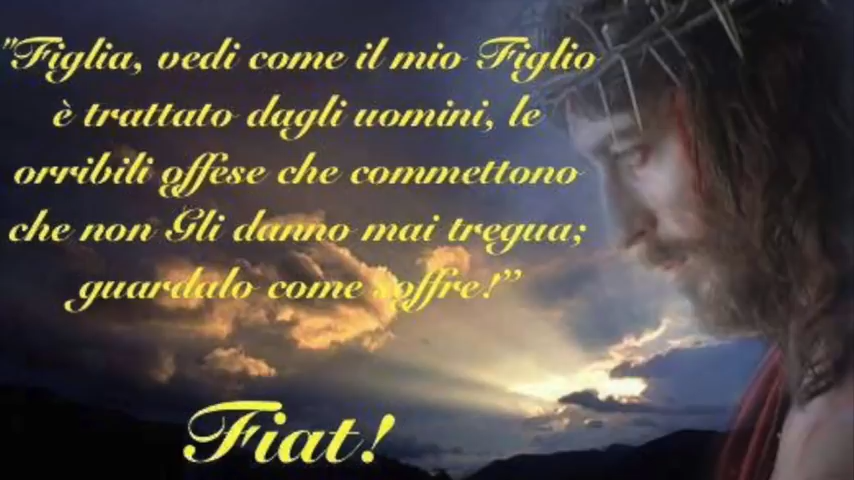 "Figlia, vedi come il mio Figlio
è trattato dagli uomini, le
orribili offese che commettono
che non Gli danno mai tregua;
guardalo come soffre!”
Fiat!